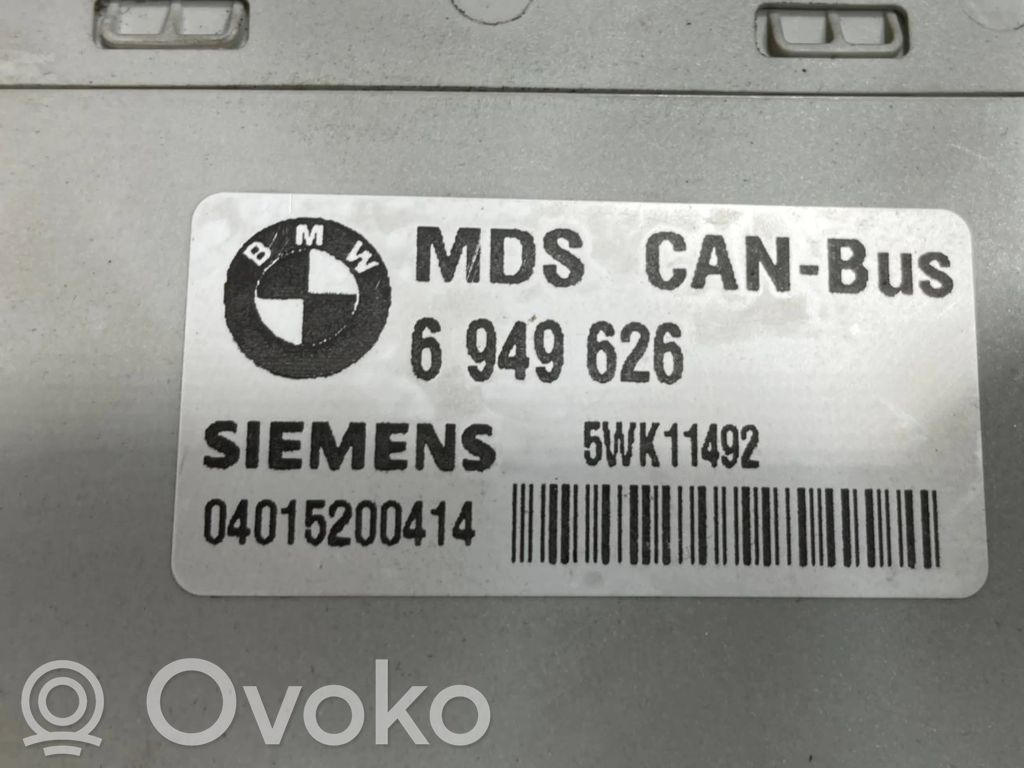 BMW MDS CAN-Bus
6 949 626
SIEMENS 5WK11492
04015200414
Ovoko